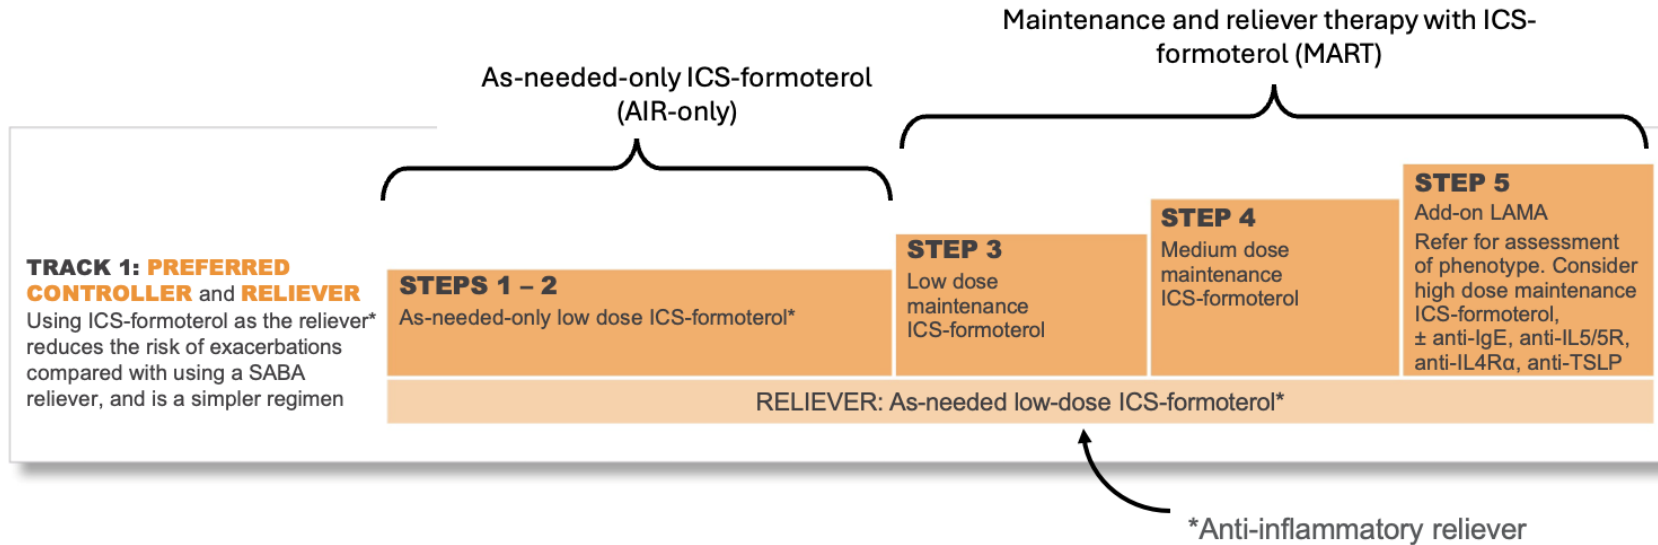 Maintenance and reliever therapy with ICS-
formoterol (MART)
As-needed-only ICS-formoterol
(AIR-only)
TRACK 1: PREFERRED
CONTROLLER and RELIEVER
Using ICS-formoterol as the reliever*
reduces the risk of exacerbations
compared with using a SABA
reliever, and is a simpler regimen
STEPS 1 – 2
As-needed-only low dose ICS-formoterol*
STEP 3
Low dose
maintenance
ICS-formoterol
STEP 4
Medium dose
maintenance
ICS-formoterol
STEP 5
Add-on LAMA
Refer for assessment
of phenotype. Consider
high dose maintenance
ICS-formoterol,
± anti-IgE, anti-IL5/5R,
anti-IL4Rα, anti-TSLP
RELIEVER: As-needed low-dose ICS-formoterol*
*Anti-inflammatory reliever